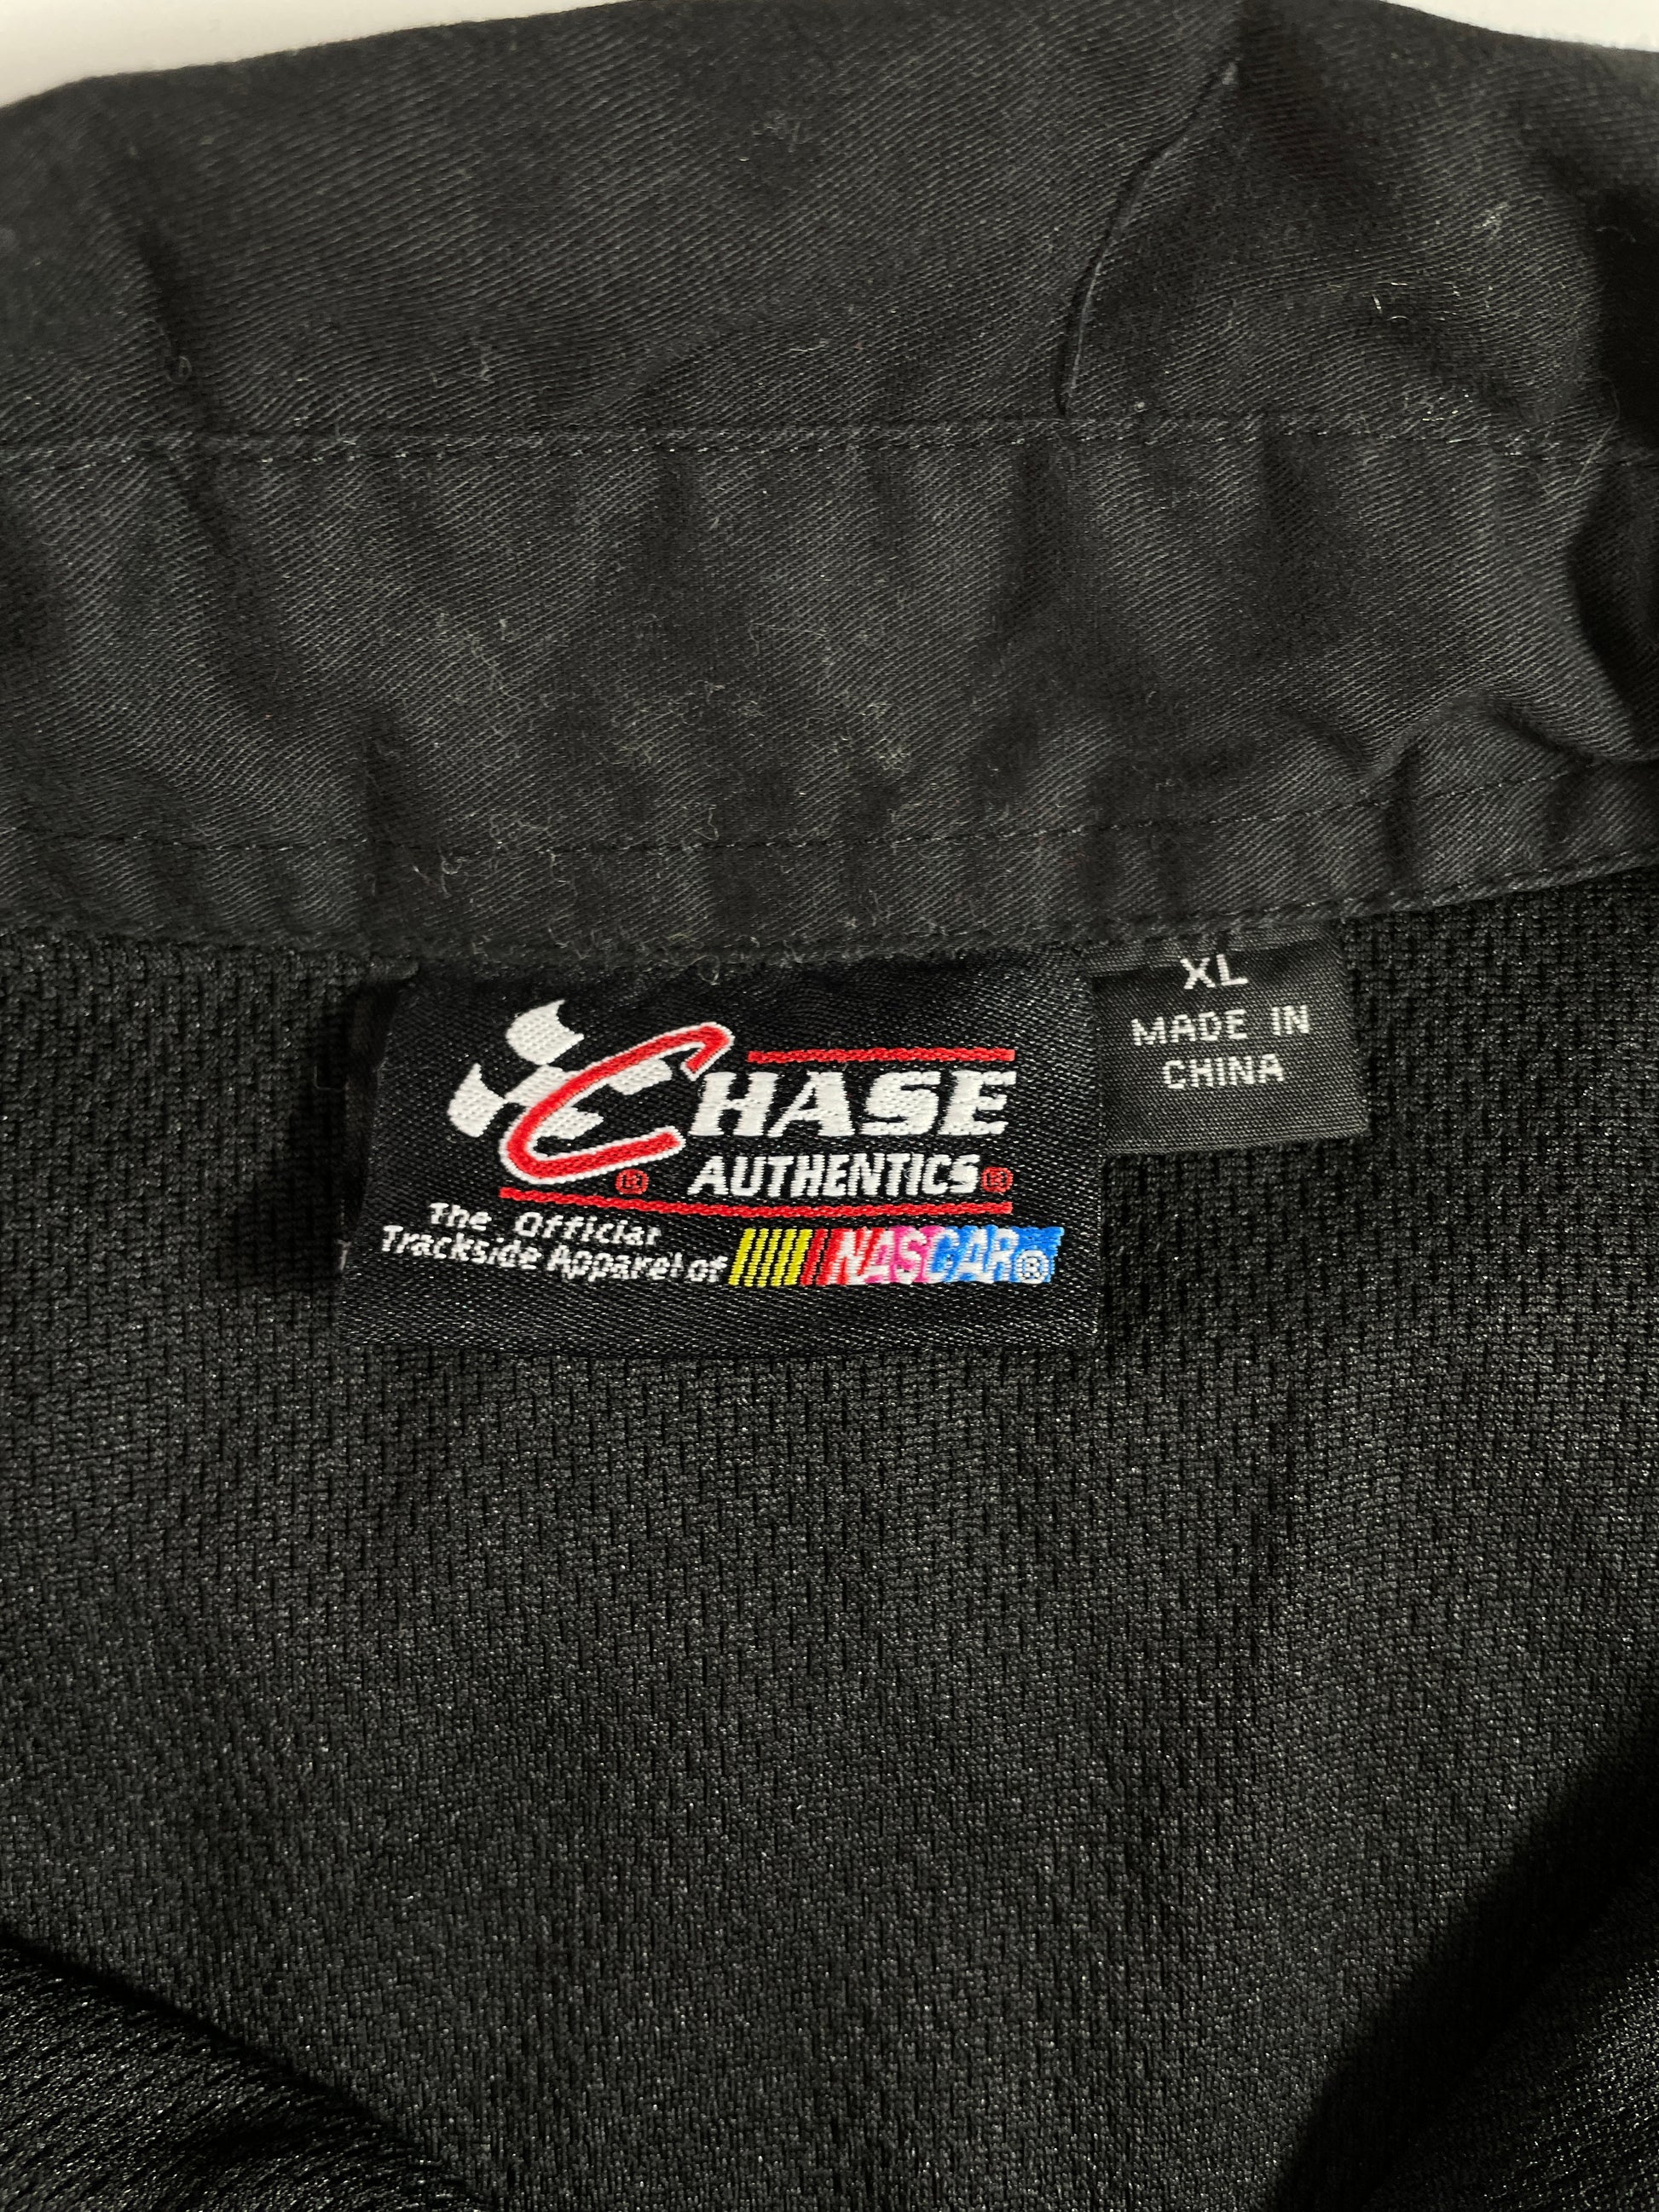 CHASE
® AUTHENTICS®
The Official
Trackside Apparel of NASCAR®
XL
MADE IN
CHINA